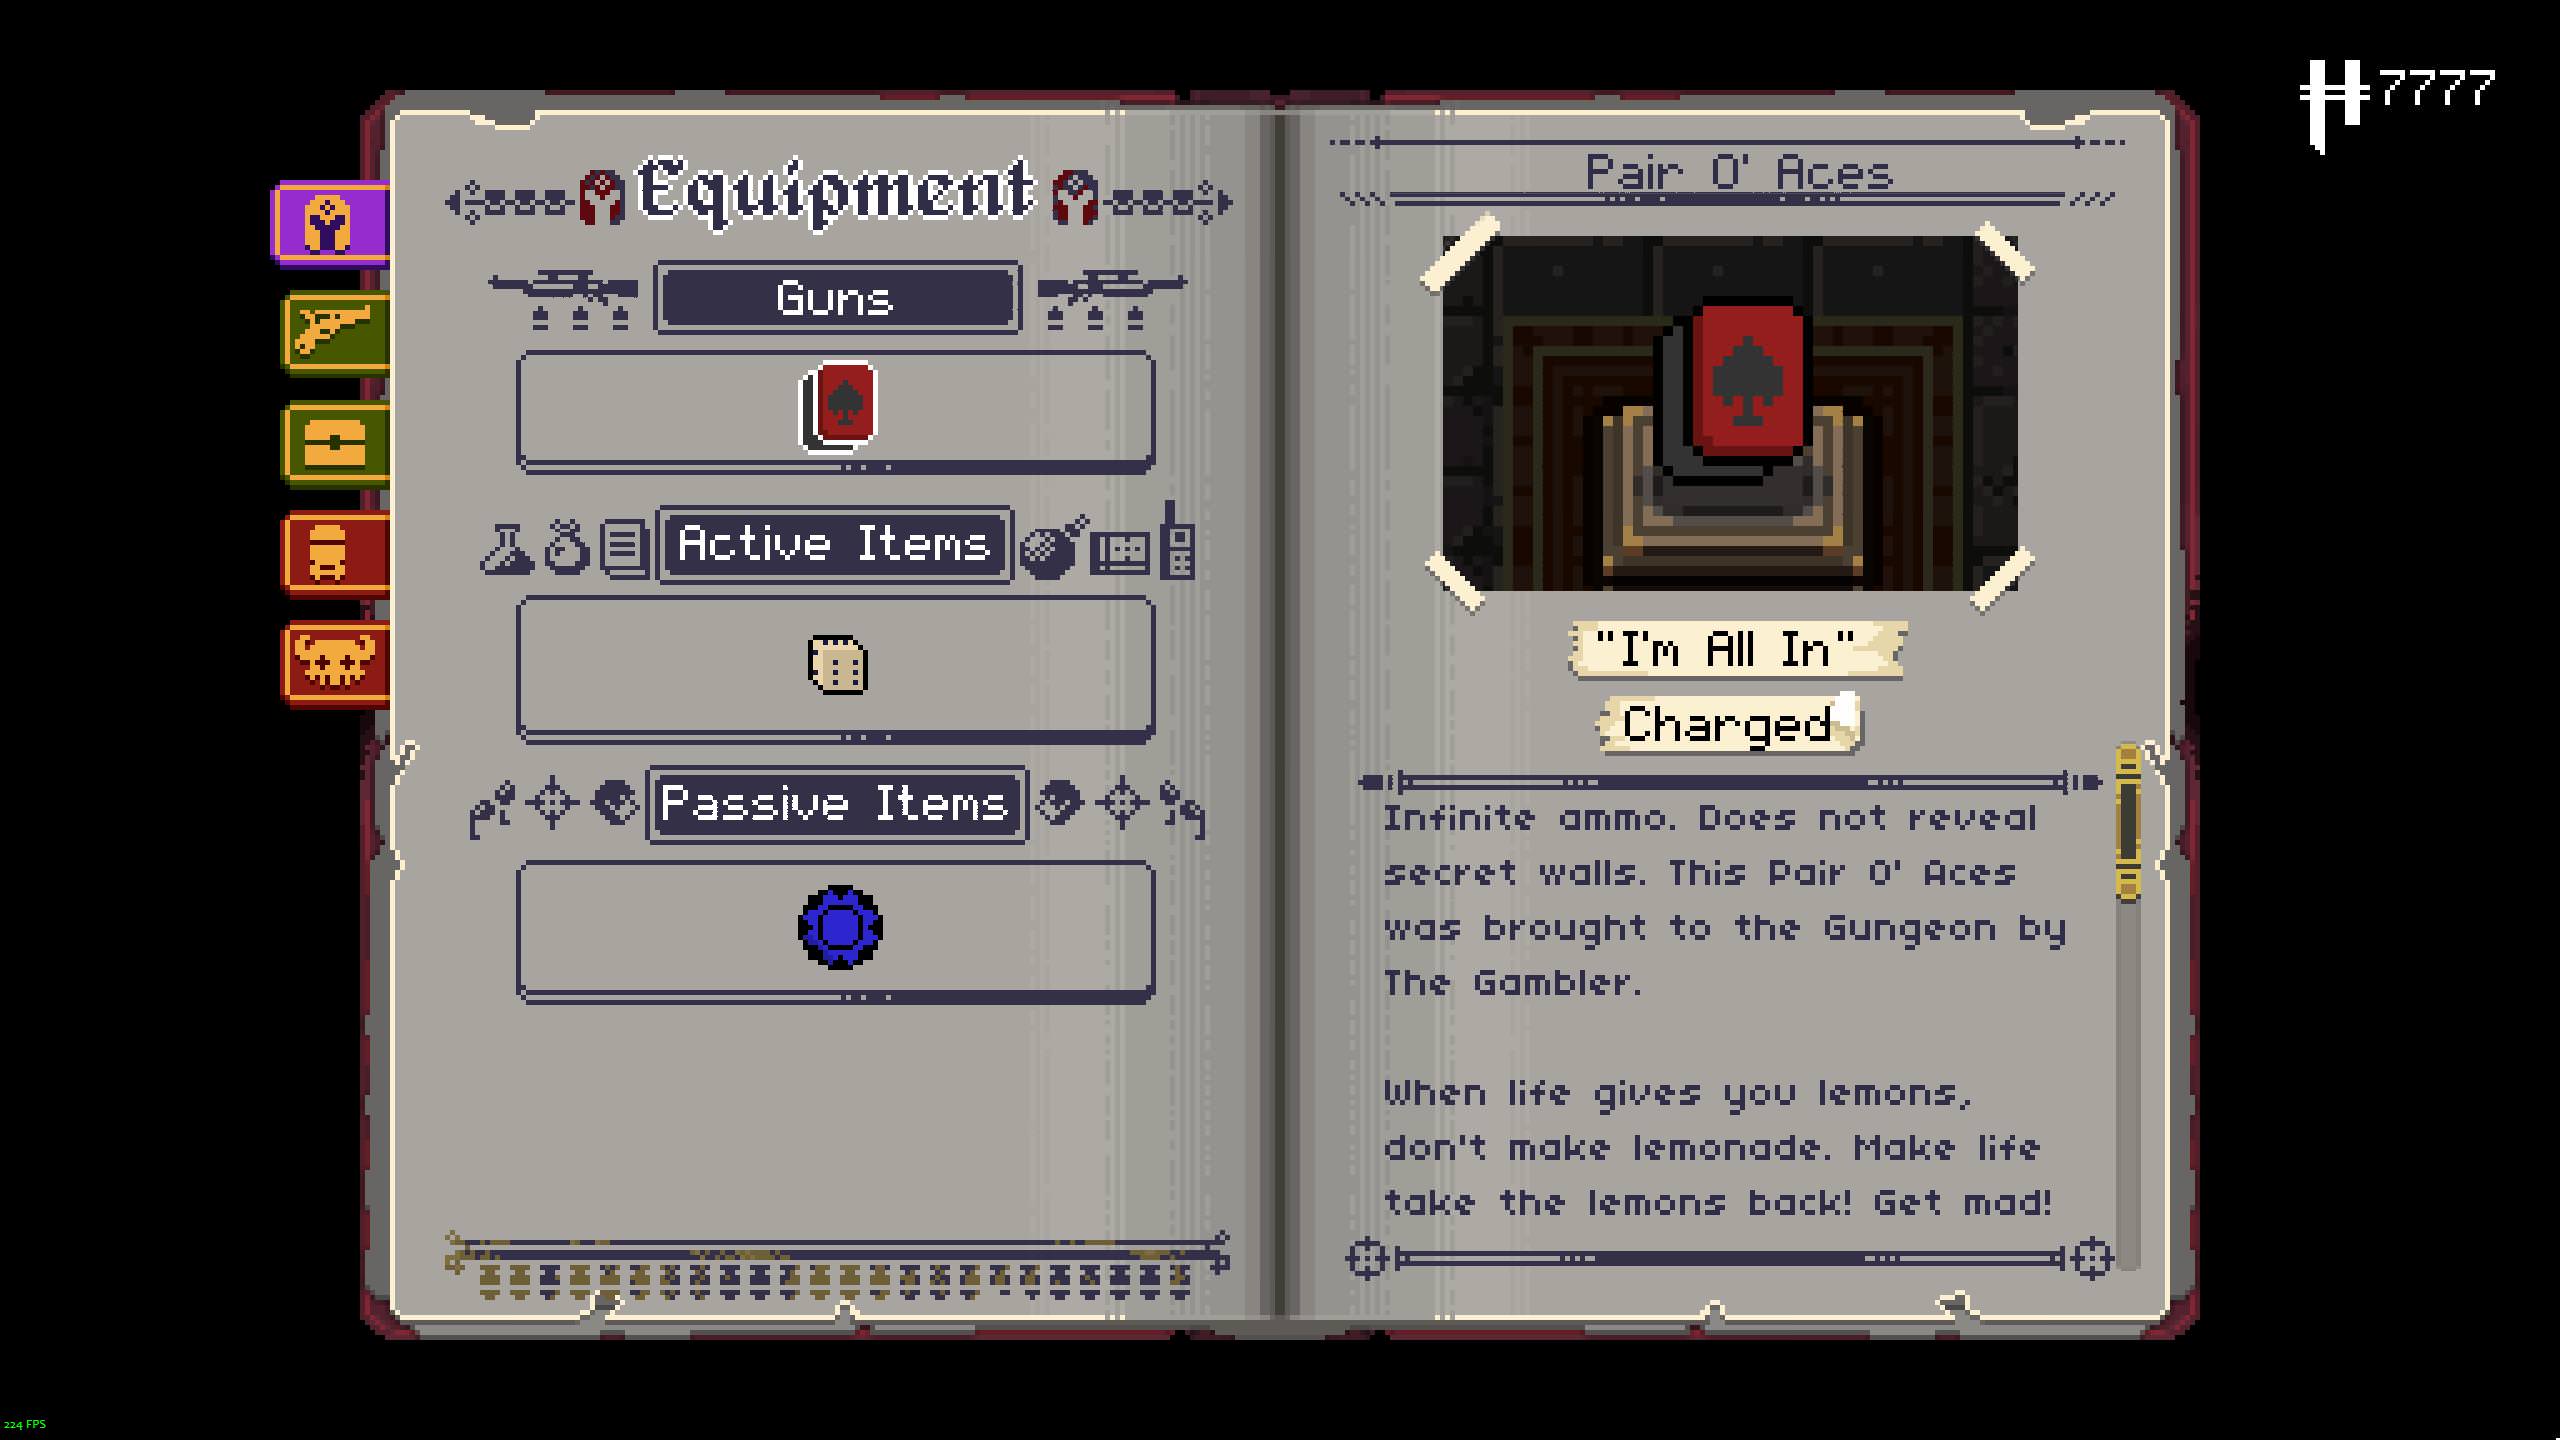 7777
Equipment
Guns
Active Items
Passive Items
Pair O' Aces
"I'm All In"
Charged
Infinite ammo. Does not reveal
secret walls. This Pair O' Aces
was brought to the Gungeon by
The Gambler.
When life gives you lemons,
don't make lemonade. Make life
take the lemons back! Get mad!
224 FPS